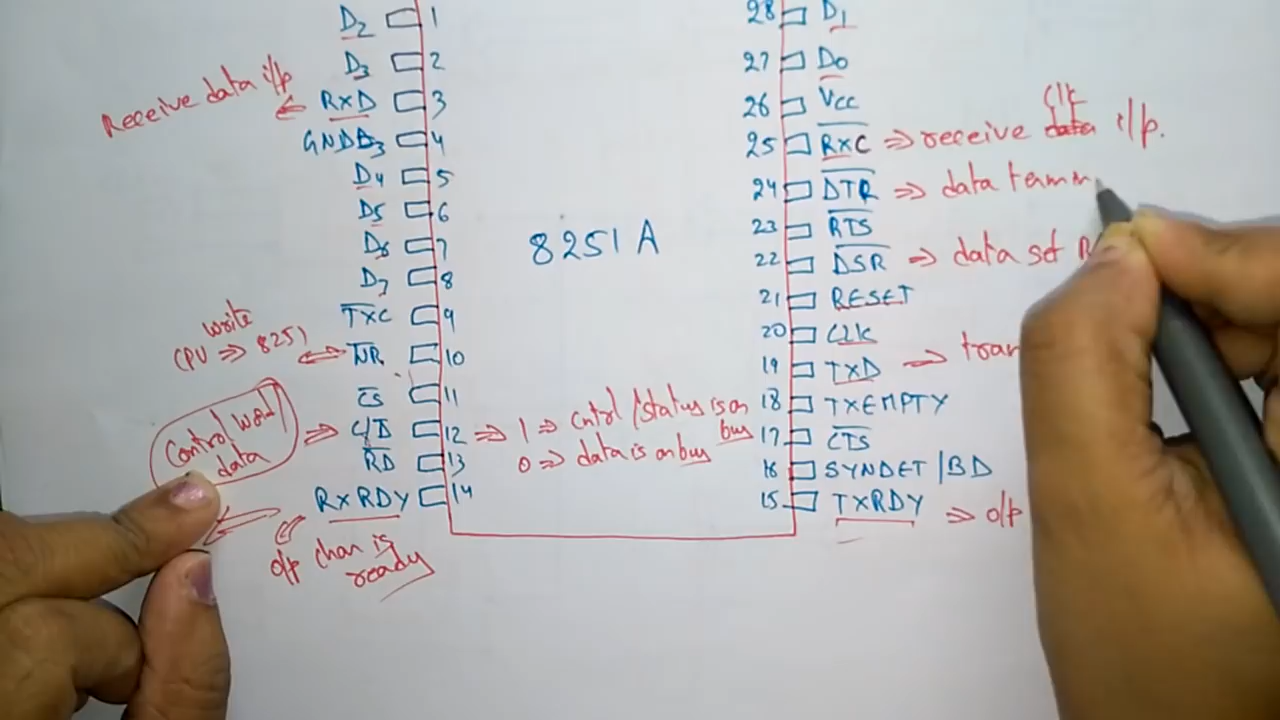 D2 1
D3 2
Receive data i/p
RXD 3
GND D3 4
D4 5
D5 6
D6 7
D7 8
TXC 9
write
CPU ⇒ 8251
WR 10
CS 11
Control word/
data
C/D 12 ⇒ 1 ⇒ cntrl/status is on
bus
0 ⇒ data is on bus
RD 13
RXRDY 14
o/p char is
ready
8251A
28 D1
27 D0
26 VCC
25 RXC ⇒ receive data clk i/p.
24 DTR ⇒ data termin
23 RTS
22 DSR ⇒ data set R
21 RESET
20 CLK
19 TXD ⇒ tran
18 TXEMPTY
17 CTS
16 SYNDET/BD
15 TXRDY ⇒ o/p